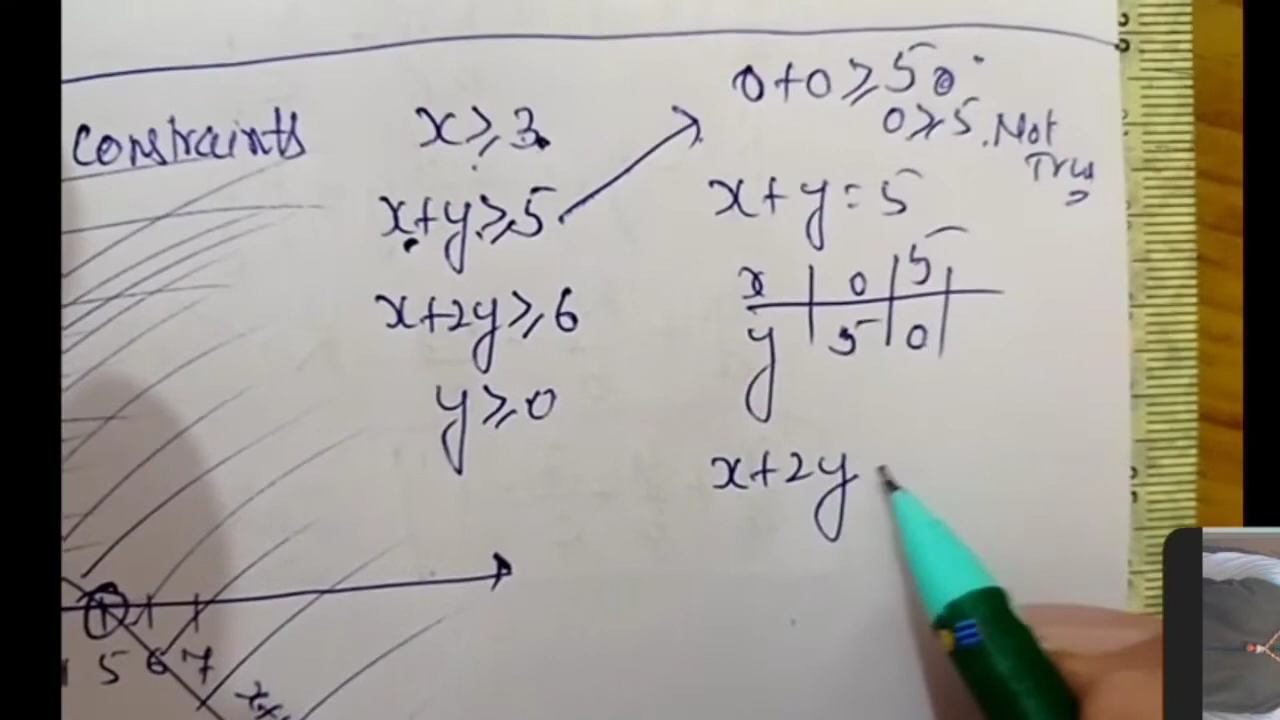 constraints
x≥3
x+y≥5
x+2y≥6
y≥0
0+0≥5
0≥5. Not
True
x+y=5
x | 0 | 5
y | 5 | 0
x+2y
5 6 7